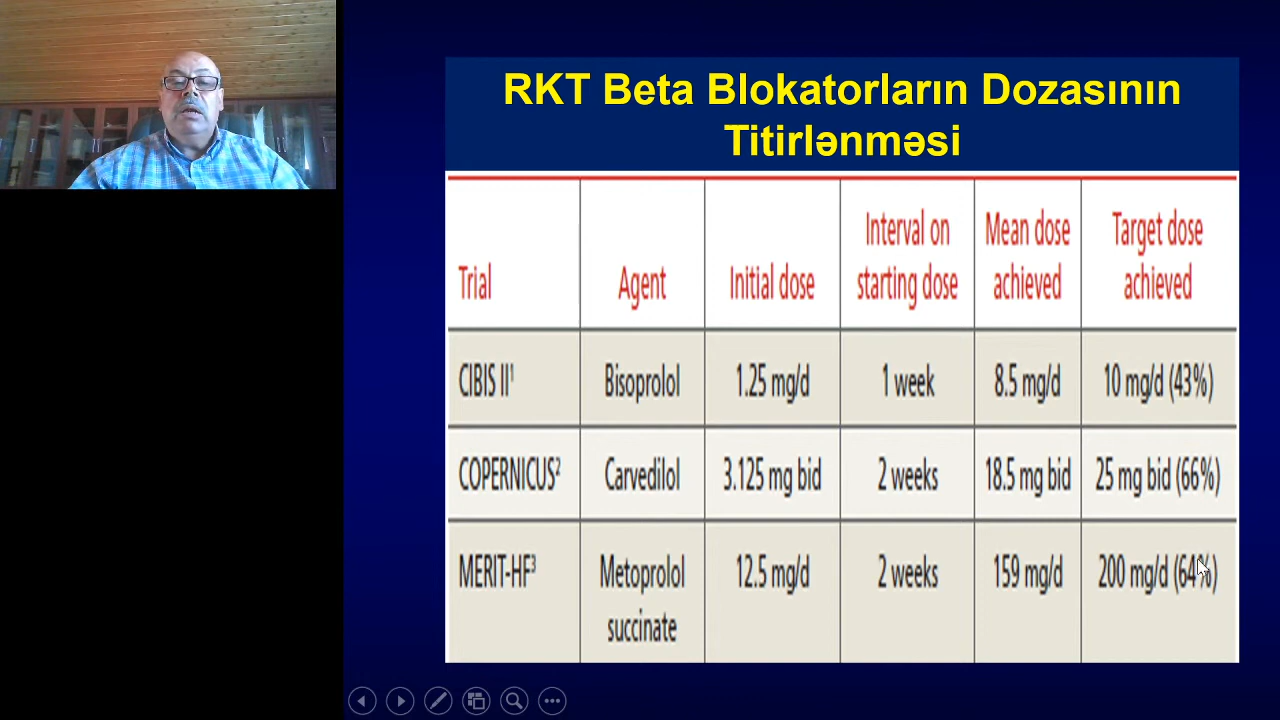 RKT Beta Blokatorların Dozasının
Titirlənməsi
Trial Agent Initial dose Interval on starting dose Mean dose achieved Target dose achieved
CIBIS II¹ Bisoprolol 1.25 mg/d 1 week 8.5 mg/d 10 mg/d (43%)
COPERNICUS² Carvedilol 3.125 mg bid 2 weeks 18.5 mg bid 25 mg bid (66%)
MERIT-HF³ Metoprolol succinate 12.5 mg/d 2 weeks 159 mg/d 200 mg/d (64%)